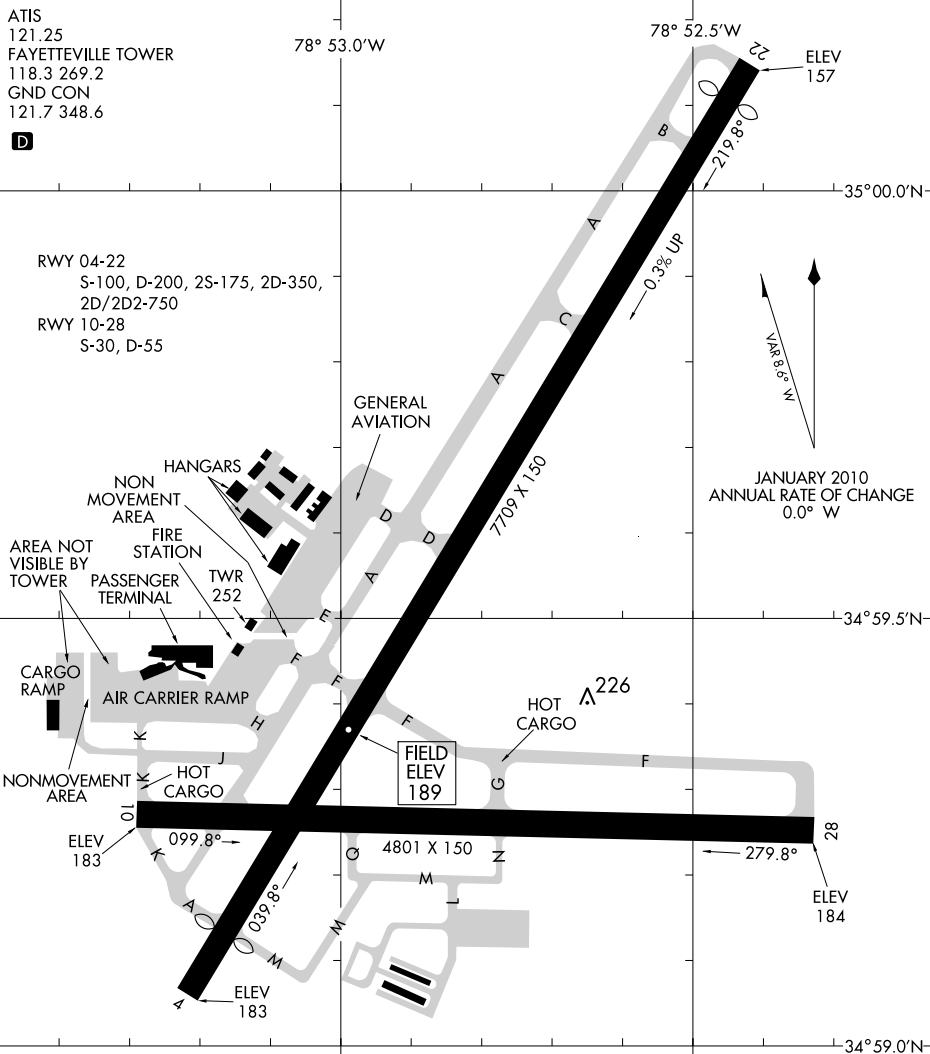 ATIS
121.25
FAYETTEVILLE TOWER
118.3 269.2
GND CON
121.7 348.6
D
78° 53.0'W
78° 52.5'W
22
ELEV
157
B
219.8°
35° 00.0'N
A
0.3% UP
RWY 04-22
S-100, D-200, 2S-175, 2D-350,
2D/2D2-750
RWY 10-28
S-30, D-55
VAR 8.6° W
C
A
GENERAL
AVIATION
JANUARY 2010
ANNUAL RATE OF CHANGE
0.0° W
HANGARS
NON
MOVEMENT
AREA
7709 X 150
D
D
FIRE
STATION
AREA NOT
VISIBLE BY
TOWER
PASSENGER
TERMINAL
TWR
252
A
E
34° 59.5'N
F
F
F
CARGO
RAMP
AIR CARRIER RAMP
226
HOT
CARGO
H
K
J
F
FIELD
ELEV
189
K
HOT
CARGO
NONMOVEMENT
AREA
G
10
28
ELEV
183
099.8°
4801 X 150
279.8°
K
Q
N
M
L
ELEV
184
A
039.8°
M
M
4
ELEV
183
34° 59.0'N